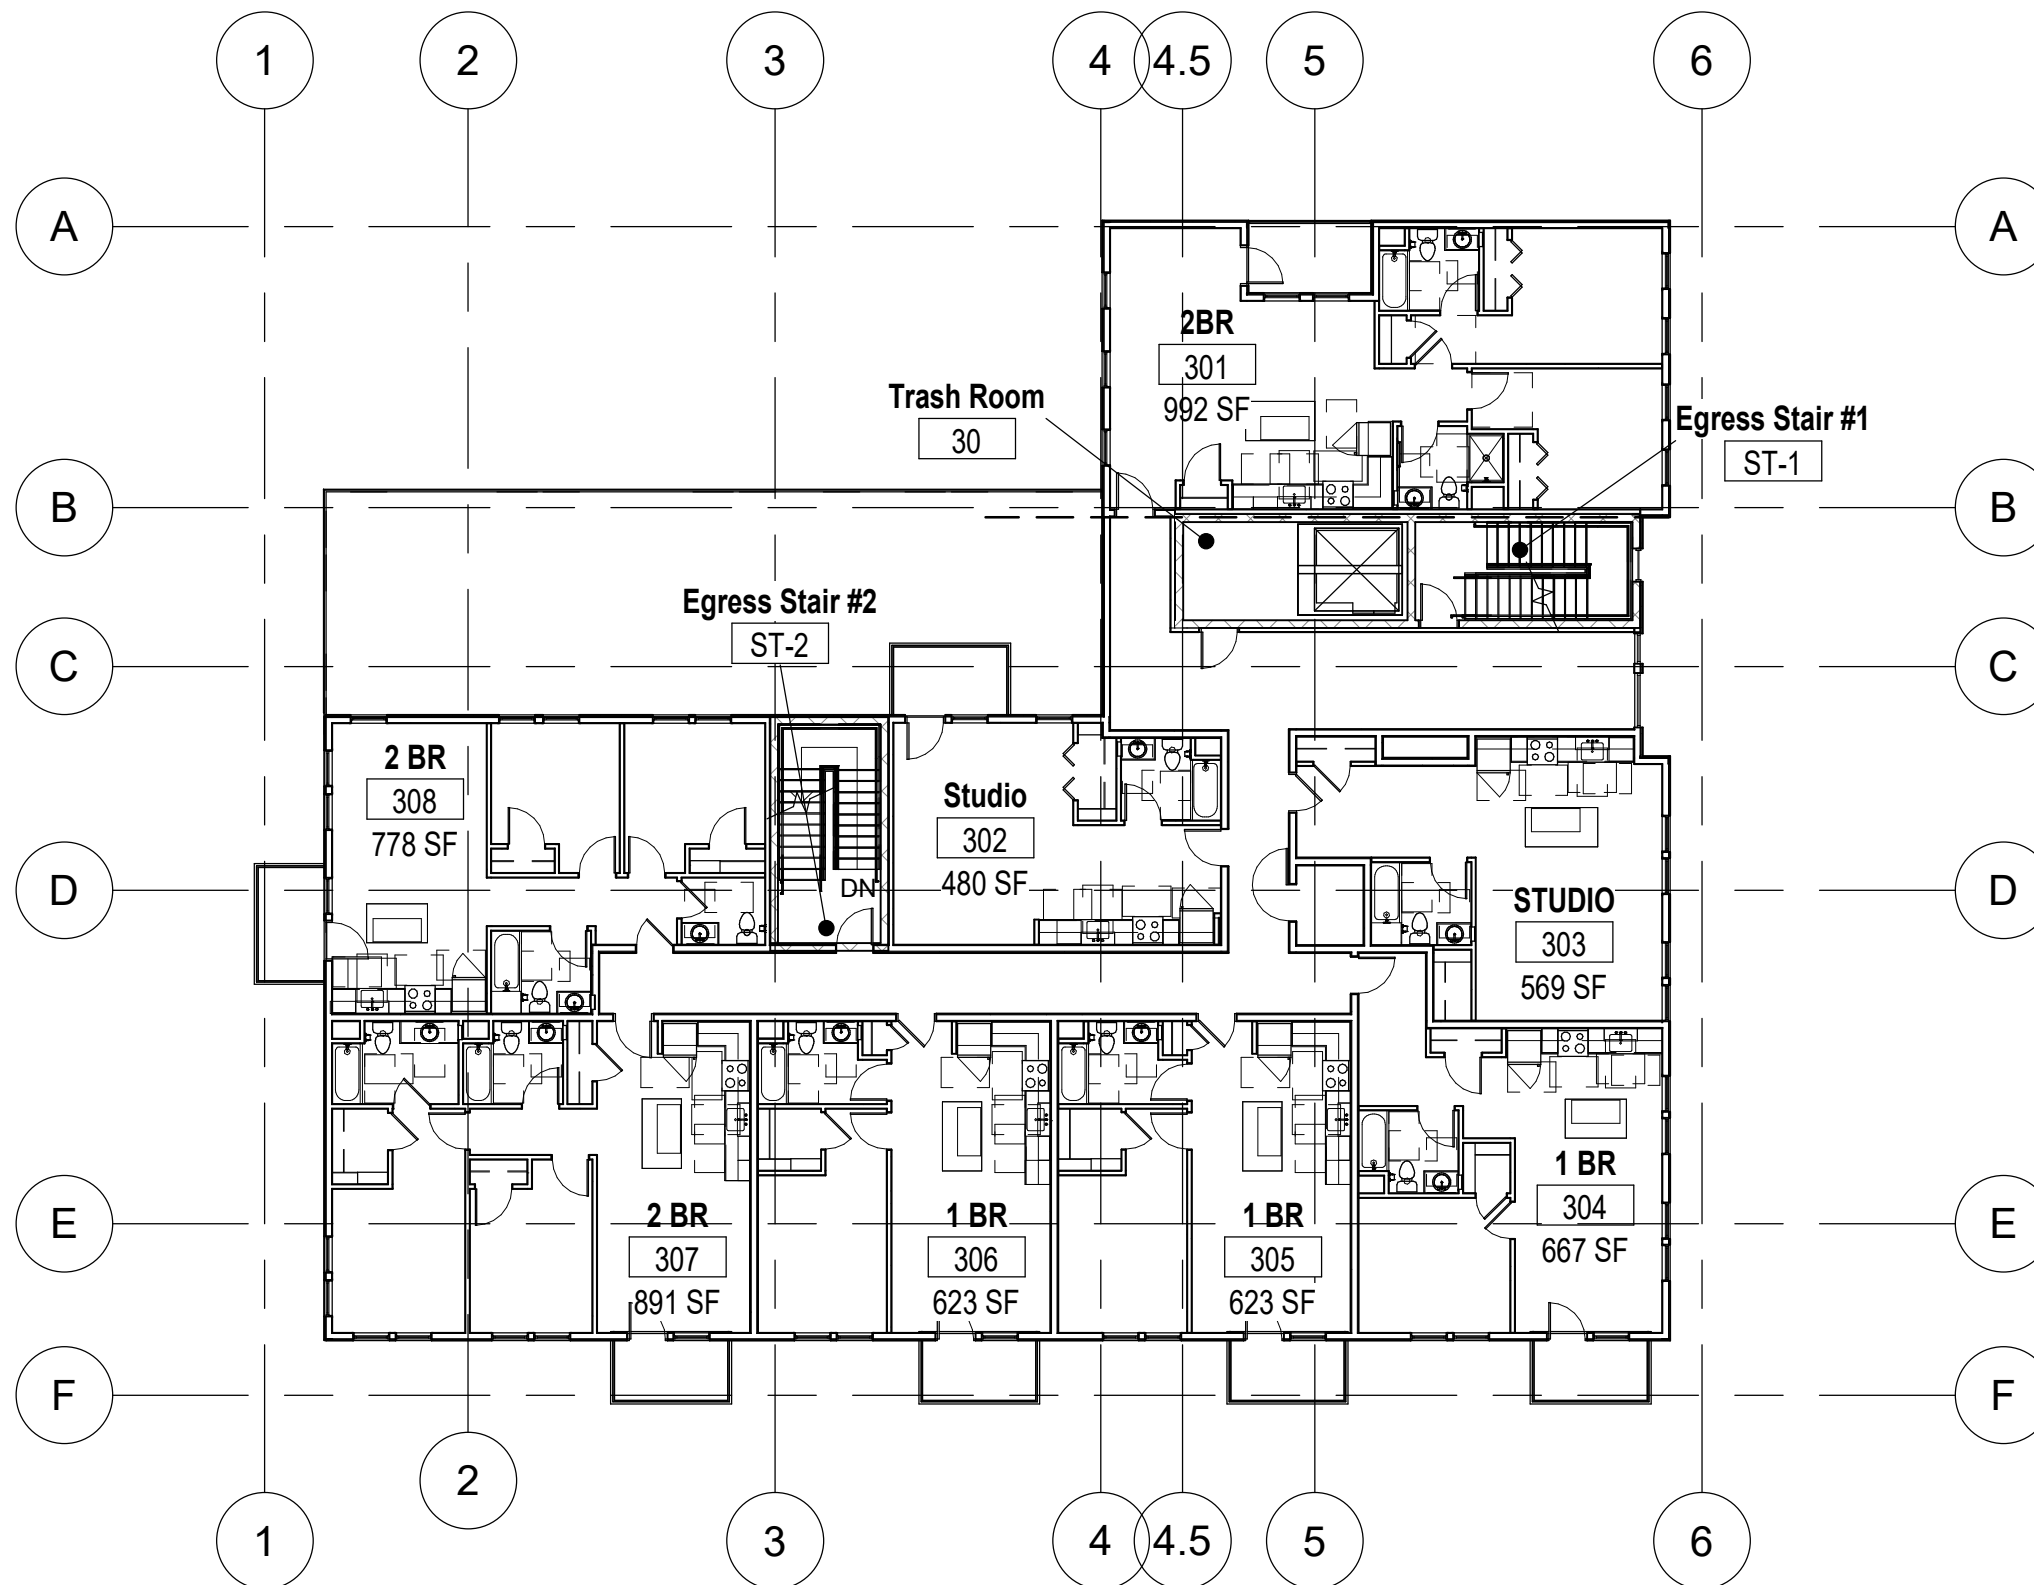 1
2
3
4
4.5
5
6
A
A
2BR
301
992 SF
Trash Room
30
Egress Stair #1
ST-1
B
B
Egress Stair #2
ST-2
C
C
2 BR
308
778 SF
Studio
302
480 SF
DN
D
D
STUDIO
303
569 SF
1 BR
304
667 SF
E
E
2 BR
307
891 SF
1 BR
306
623 SF
1 BR
305
623 SF
F
F
2
1
3
4
4.5
5
6